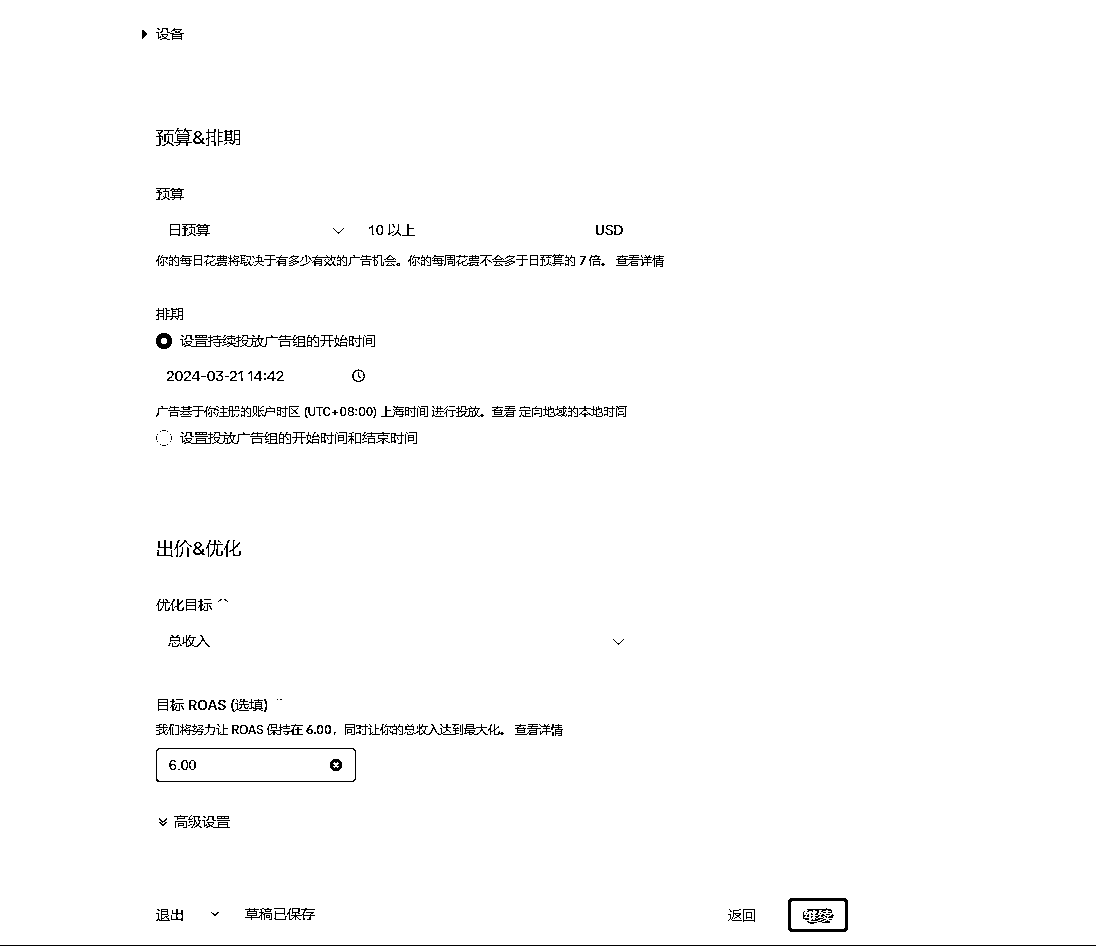 设备
预算&排期
预算
日预算 10 以上 USD
你的每日花费将取决于有多少有效的广告机会。你的每周花费不会多于日预算的 7 倍。 查看详情
排期
设置持续投放广告组的开始时间
2024-03-21 14:42
广告基于你注册的账户时区 (UTC+08:00) 上海时间 进行投放。查看 定向地域的本地时间
设置投放广告组的开始时间和结束时间
出价&优化
优化目标
总收入
目标 ROAS (选填)
我们将努力让 ROAS 保持在 6.00，同时让你的总收入达到最大化。 查看详情
6.00
高级设置
退出 草稿已保存 返回 继续